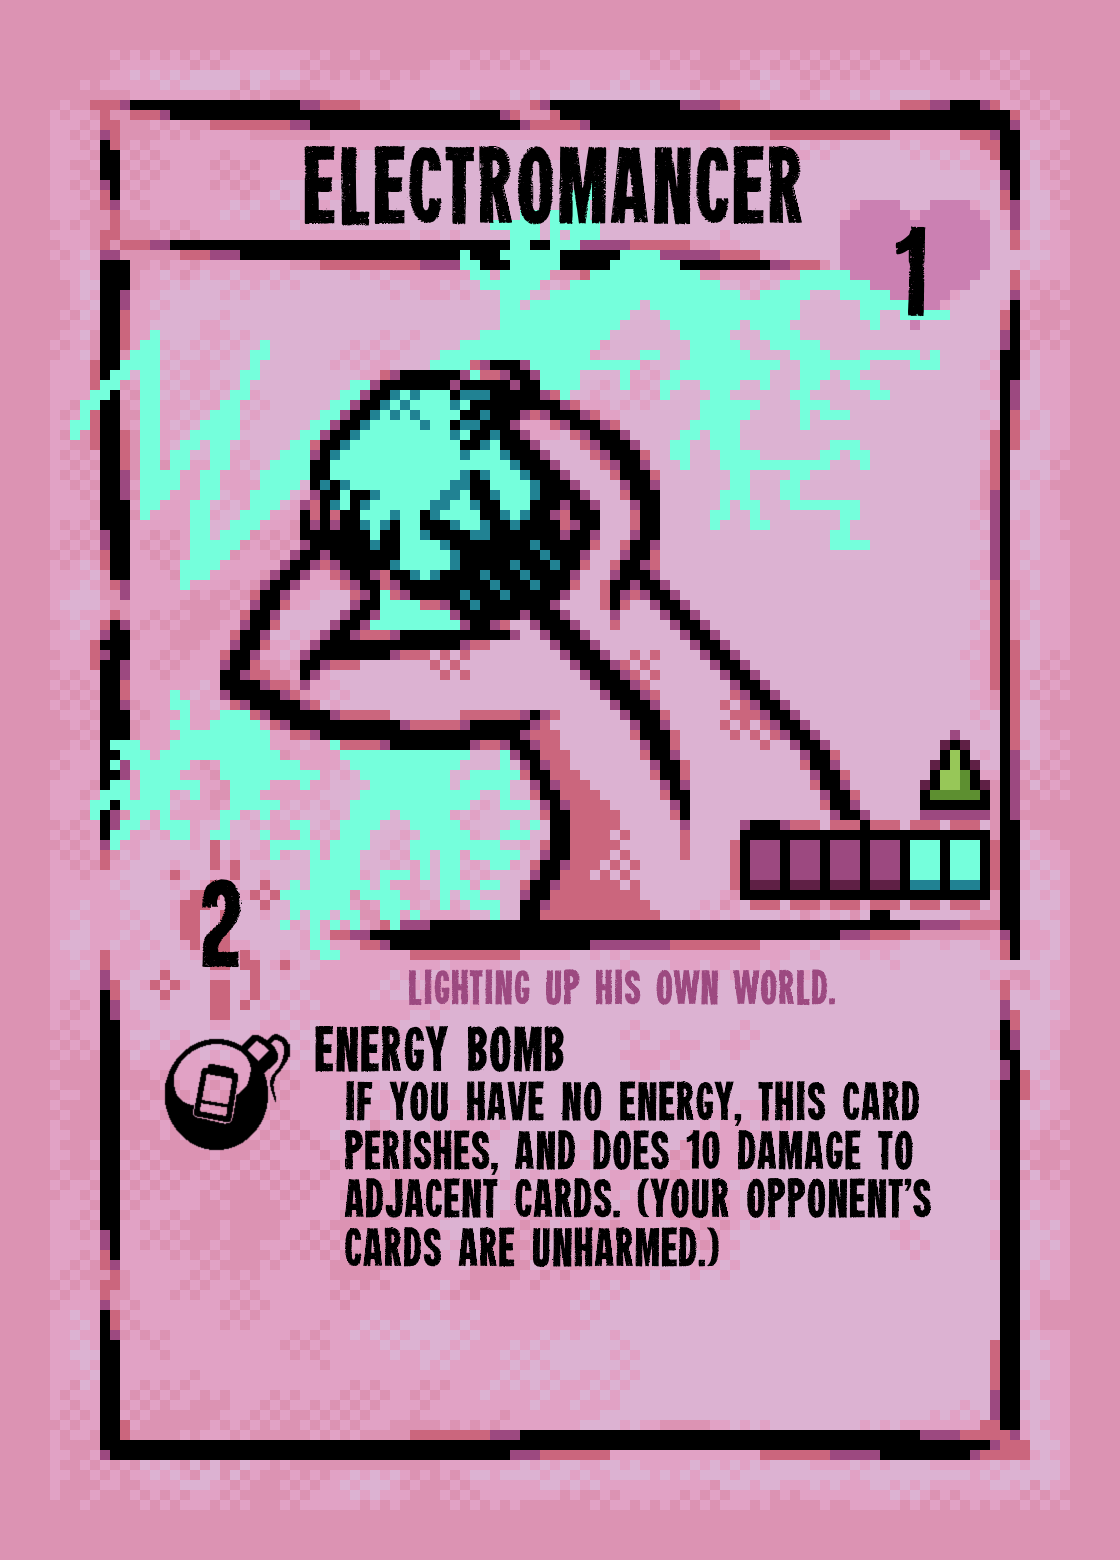 ELECTROMANCER
1
2
LIGHTING UP HIS OWN WORLD.
ENERGY BOMB
IF YOU HAVE NO ENERGY, THIS CARD
PERISHES, AND DOES 10 DAMAGE TO
ADJACENT CARDS. (YOUR OPPONENT'S
CARDS ARE UNHARMED.)